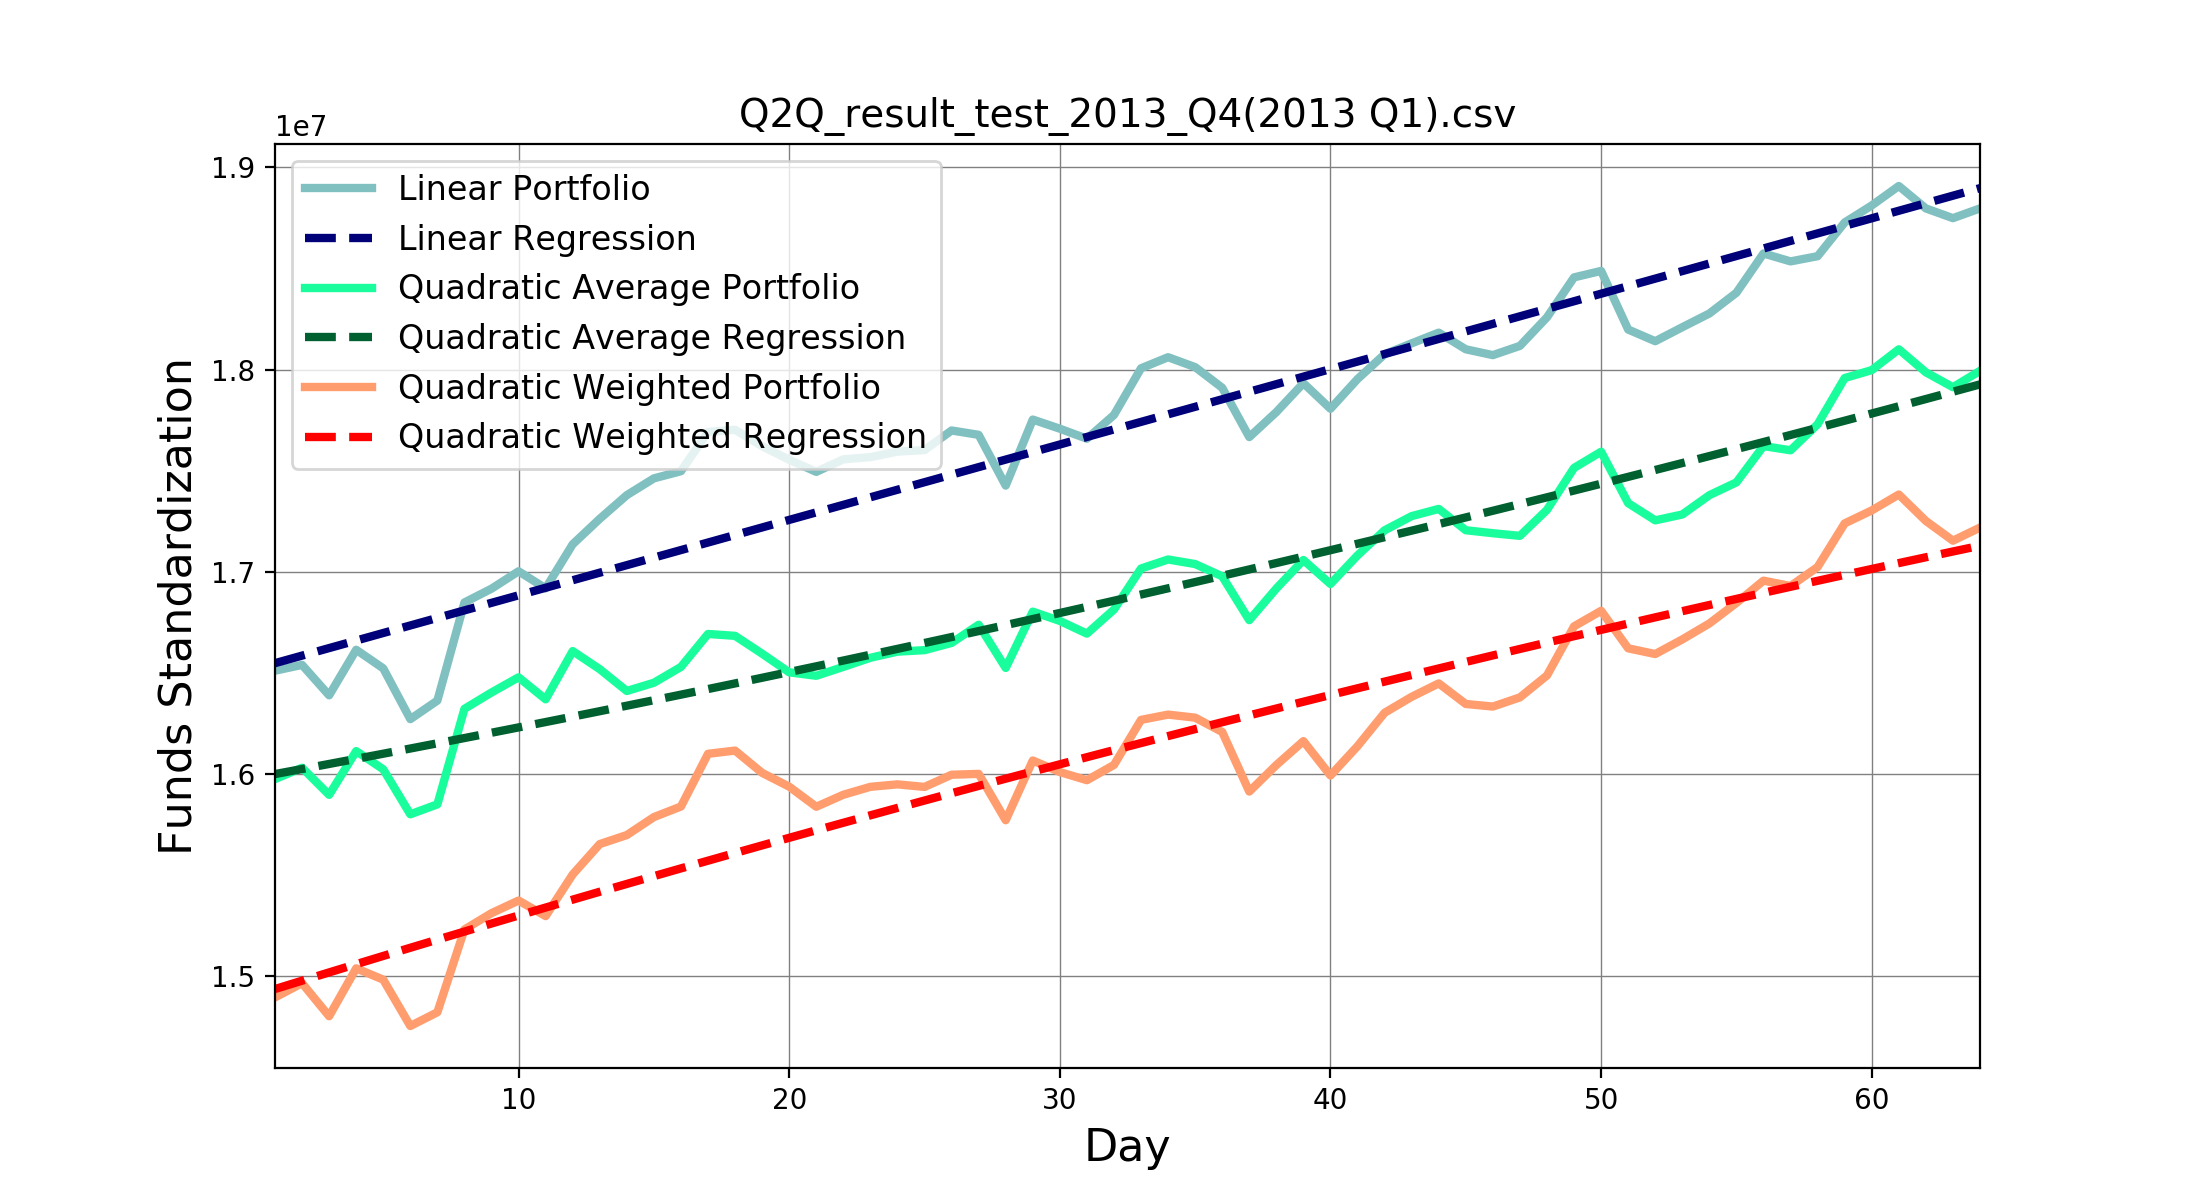 Q2Q_result_test_2013_Q4(2013 Q1).csv
1e7
1.9
1.8
1.7
1.6
1.5
Funds Standardization
Linear Portfolio
Linear Regression
Quadratic Average Portfolio
Quadratic Average Regression
Quadratic Weighted Portfolio
Quadratic Weighted Regression
10 20 30 40 50 60
Day